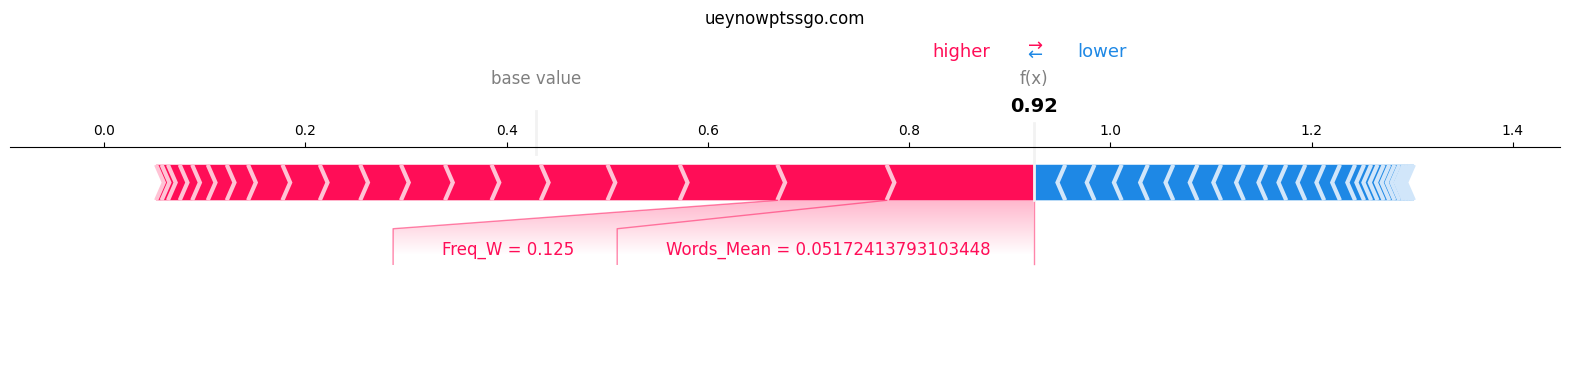 ueynowptssgo.com
higher ⇄ lower
base value f(x)
0.92
0.0 0.2 0.4 0.6 0.8 1.0 1.2 1.4
Freq_W = 0.125 Words_Mean = 0.05172413793103448